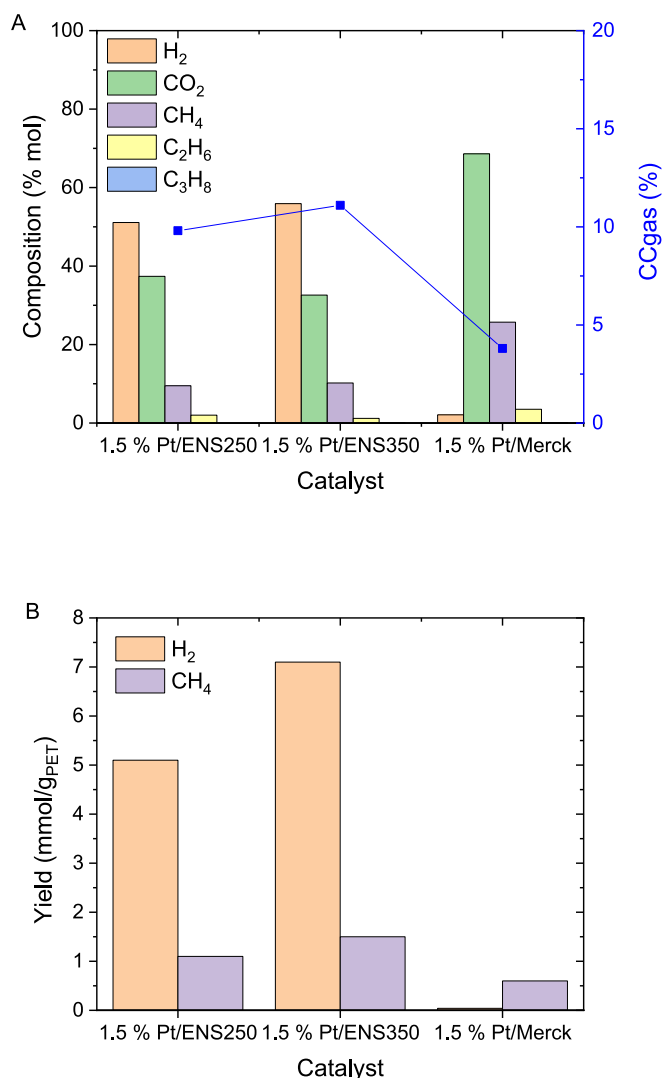 A
100
80
60
40
20
0
Composition (% mol)
H₂
CO₂
CH₄
C₂H₆
C₃H₈
20
15
10
5
0
CCgas (%)
1.5 % Pt/ENS250 1.5 % Pt/ENS350 1.5 % Pt/Merck
Catalyst
B
8
7
6
5
4
3
2
1
0
Yield (mmol/gPET)
H₂
CH₄
1.5 % Pt/ENS250 1.5 % Pt/ENS350 1.5 % Pt/Merck
Catalyst